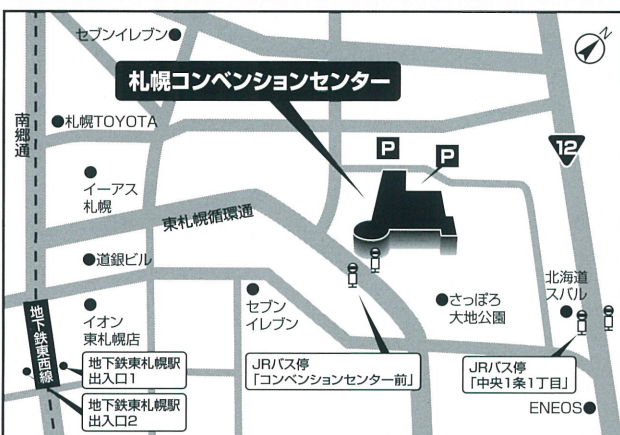 セブンイレブン
N
札幌コンベンションセンター
南郷通
札幌TOYOTA
P
P
12
イーアス
札幌
東札幌循環通
道銀ビル
セブン
イレブン
さっぽろ
大地公園
北海道
スバル
イオン
東札幌店
地下鉄東西線
地下鉄東札幌駅
出入口1
地下鉄東札幌駅
出入口2
JRバス停
「コンベンションセンター前」
JRバス停
「中央1条1丁目」
ENEOS